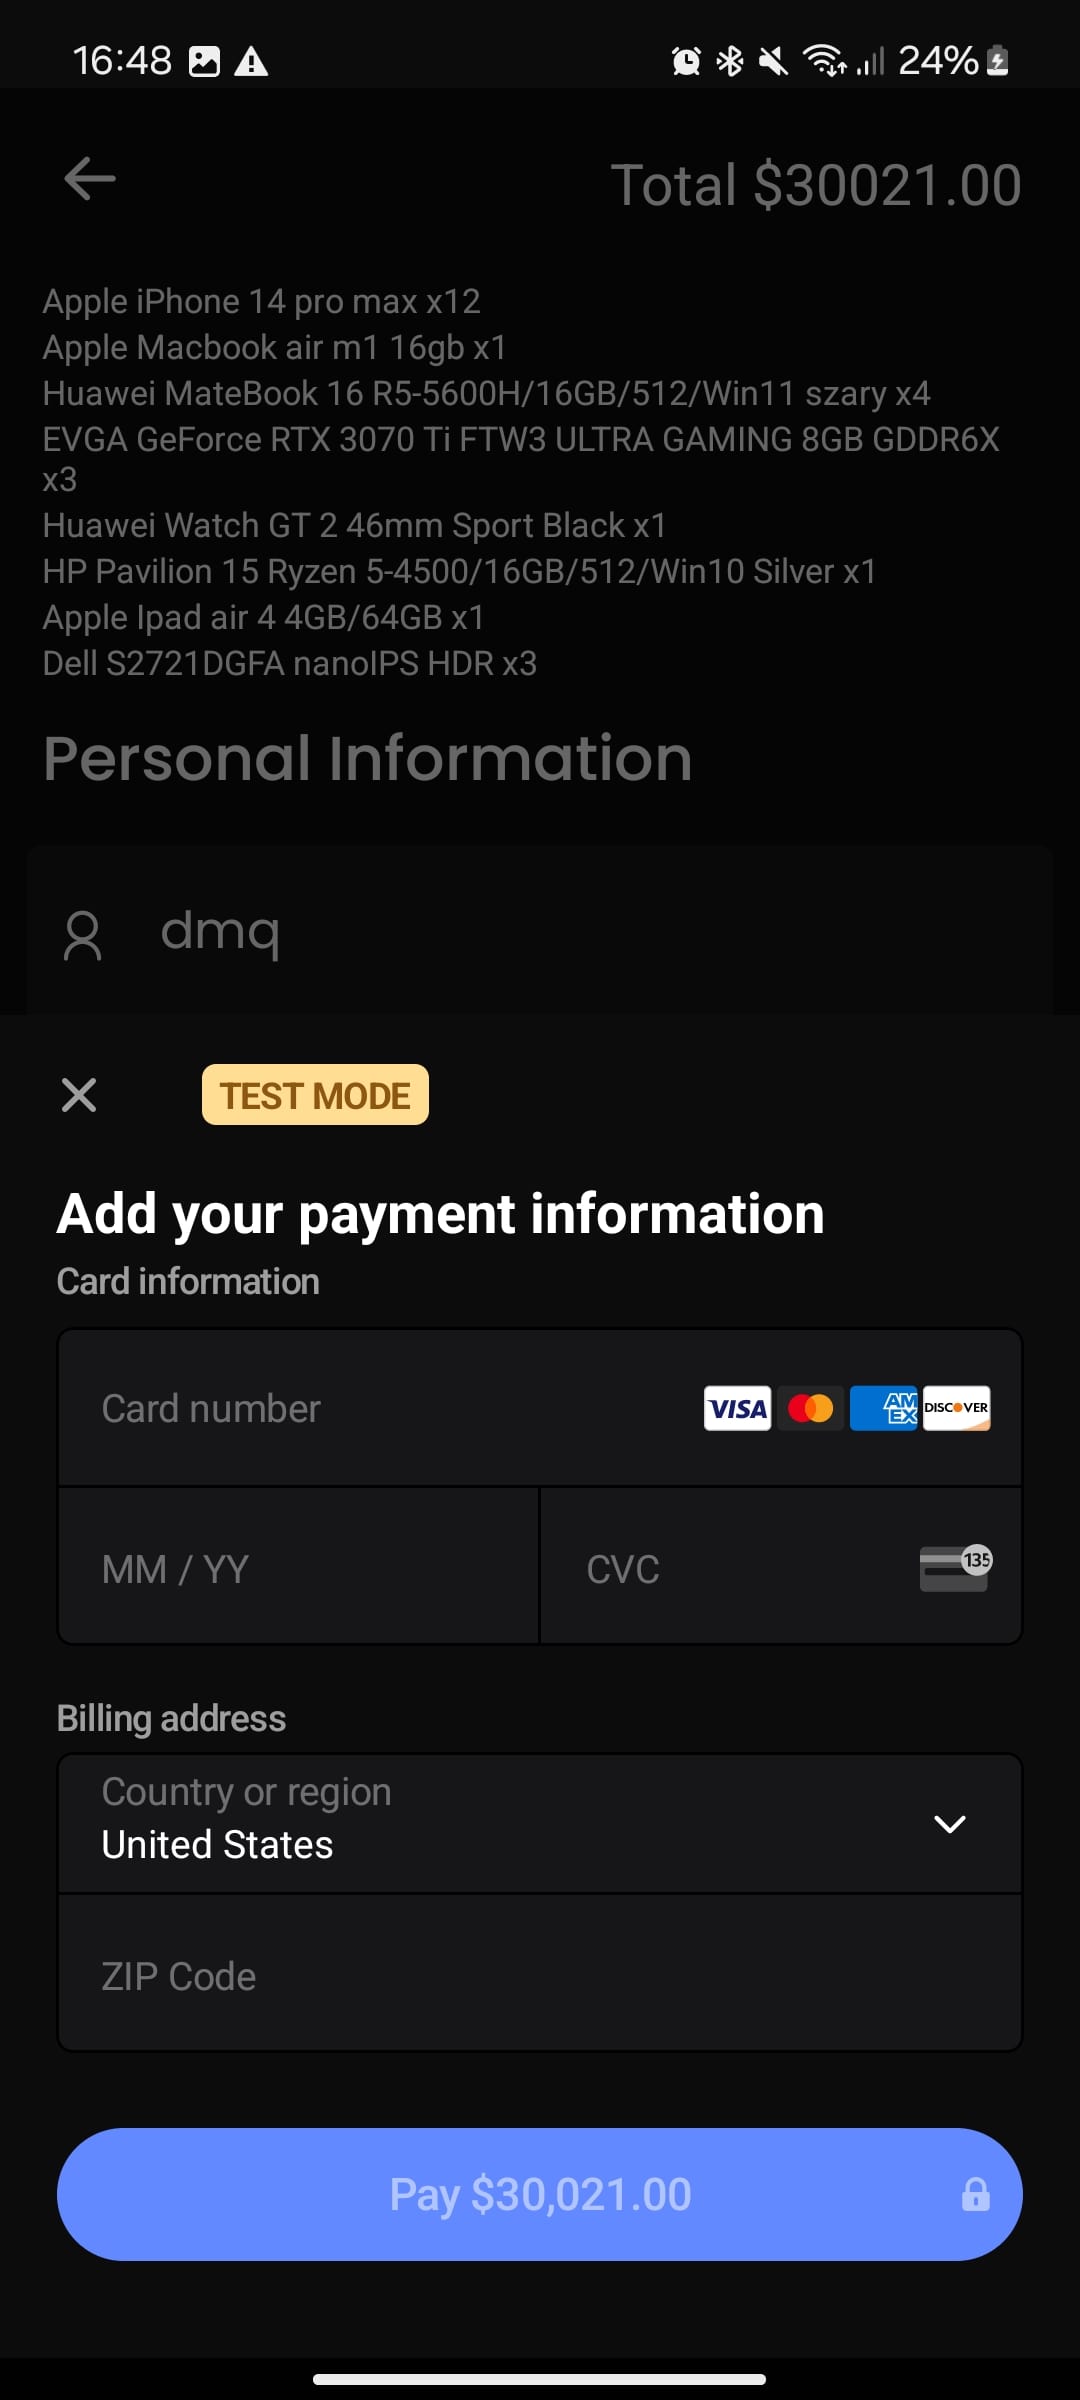 16:48
24%
Total $30021.00
Apple iPhone 14 pro max x12
Apple Macbook air m1 16gb x1
Huawei MateBook 16 R5-5600H/16GB/512/Win11 szary x4
EVGA GeForce RTX 3070 Ti FTW3 ULTRA GAMING 8GB GDDR6X
x3
Huawei Watch GT 2 46mm Sport Black x1
HP Pavilion 15 Ryzen 5-4500/16GB/512/Win10 Silver x1
Apple Ipad air 4 4GB/64GB x1
Dell S2721DGFA nanoIPS HDR x3
Personal Information
dmq
TEST MODE
Add your payment information
Card information
Card number
VISA
AM
EX
DISCOVER
MM / YY
CVC
135
Billing address
Country or region
United States
ZIP Code
Pay $30,021.00